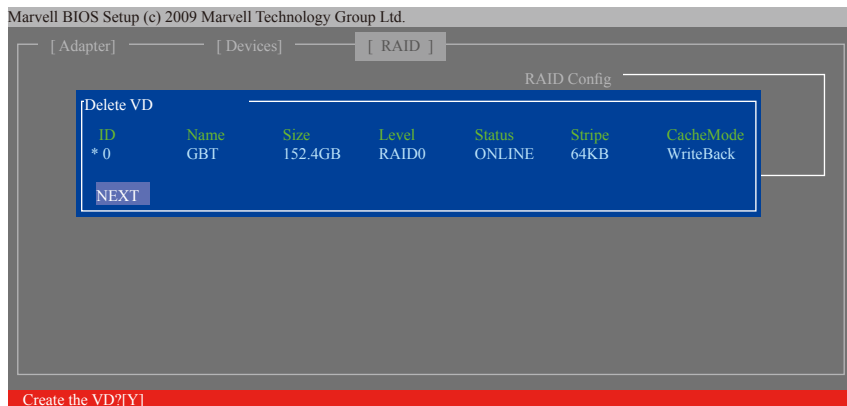 Marvell BIOS Setup (c) 2009 Marvell Technology Group Ltd.
[ Adapter] [ Devices] [ RAID ]
RAID Config
Delete VD
ID Name Size Level Status Stripe CacheMode
* 0 GBT 152.4GB RAID0 ONLINE 64KB WriteBack
NEXT
Create the VD?[Y]